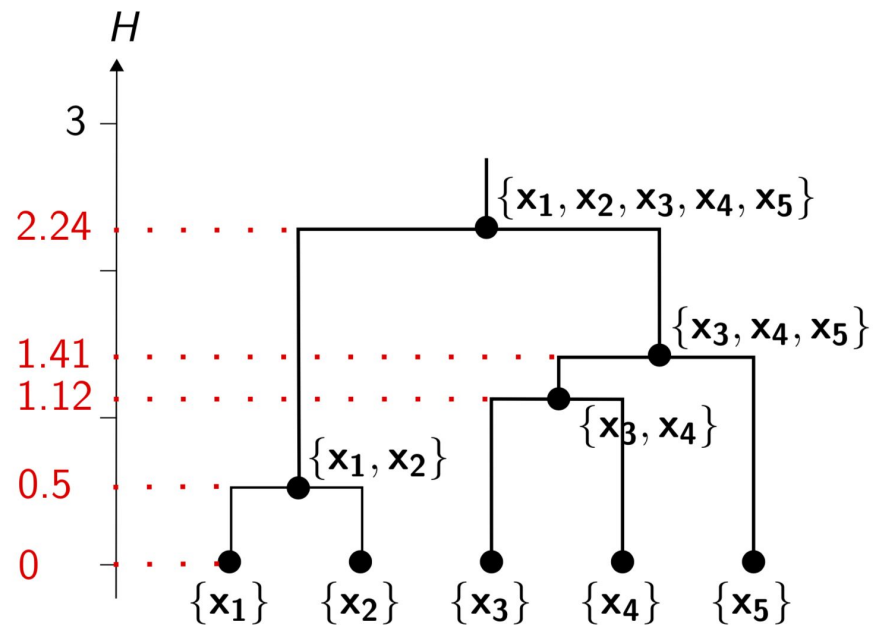 H
3
{x1, x2, x3, x4, x5}
2.24
{x3, x4, x5}
1.41
1.12
{x3, x4}
{x1, x2}
0.5
0
{x1} {x2} {x3} {x4} {x5}